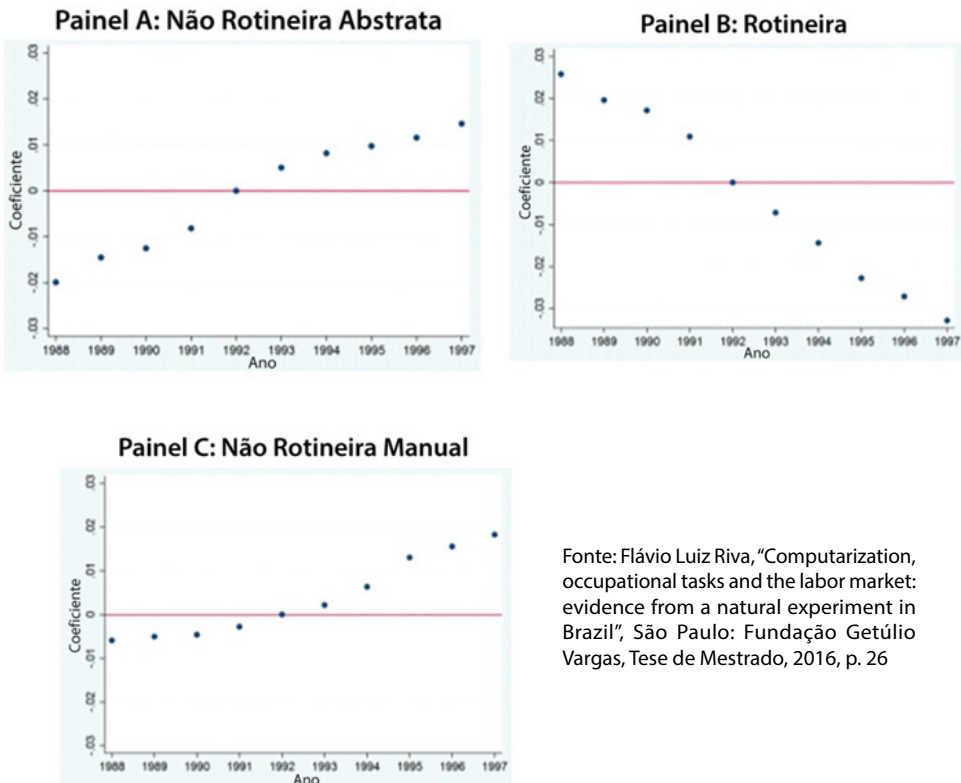 Painel A: Não Rotineira Abstrata
Coeficiente
.03
.02
.01
0
-.01
-.02
-.03
1988 1989 1990 1991 1992 1993 1994 1995 1996 1997
Ano
Painel B: Rotineira
Coeficiente
.03
.02
.01
0
-.01
-.02
-.03
1988 1989 1990 1991 1992 1993 1994 1995 1996 1997
Ano
Painel C: Não Rotineira Manual
Coeficiente
.03
.02
.01
0
-.01
-.02
-.03
1988 1989 1990 1991 1992 1993 1994 1995 1996 1997
Ano
Fonte: Flávio Luiz Riva, “Computarization,
occupational tasks and the labor market:
evidence from a natural experiment in
Brazil”, São Paulo: Fundação Getúlio
Vargas, Tese de Mestrado, 2016, p. 26